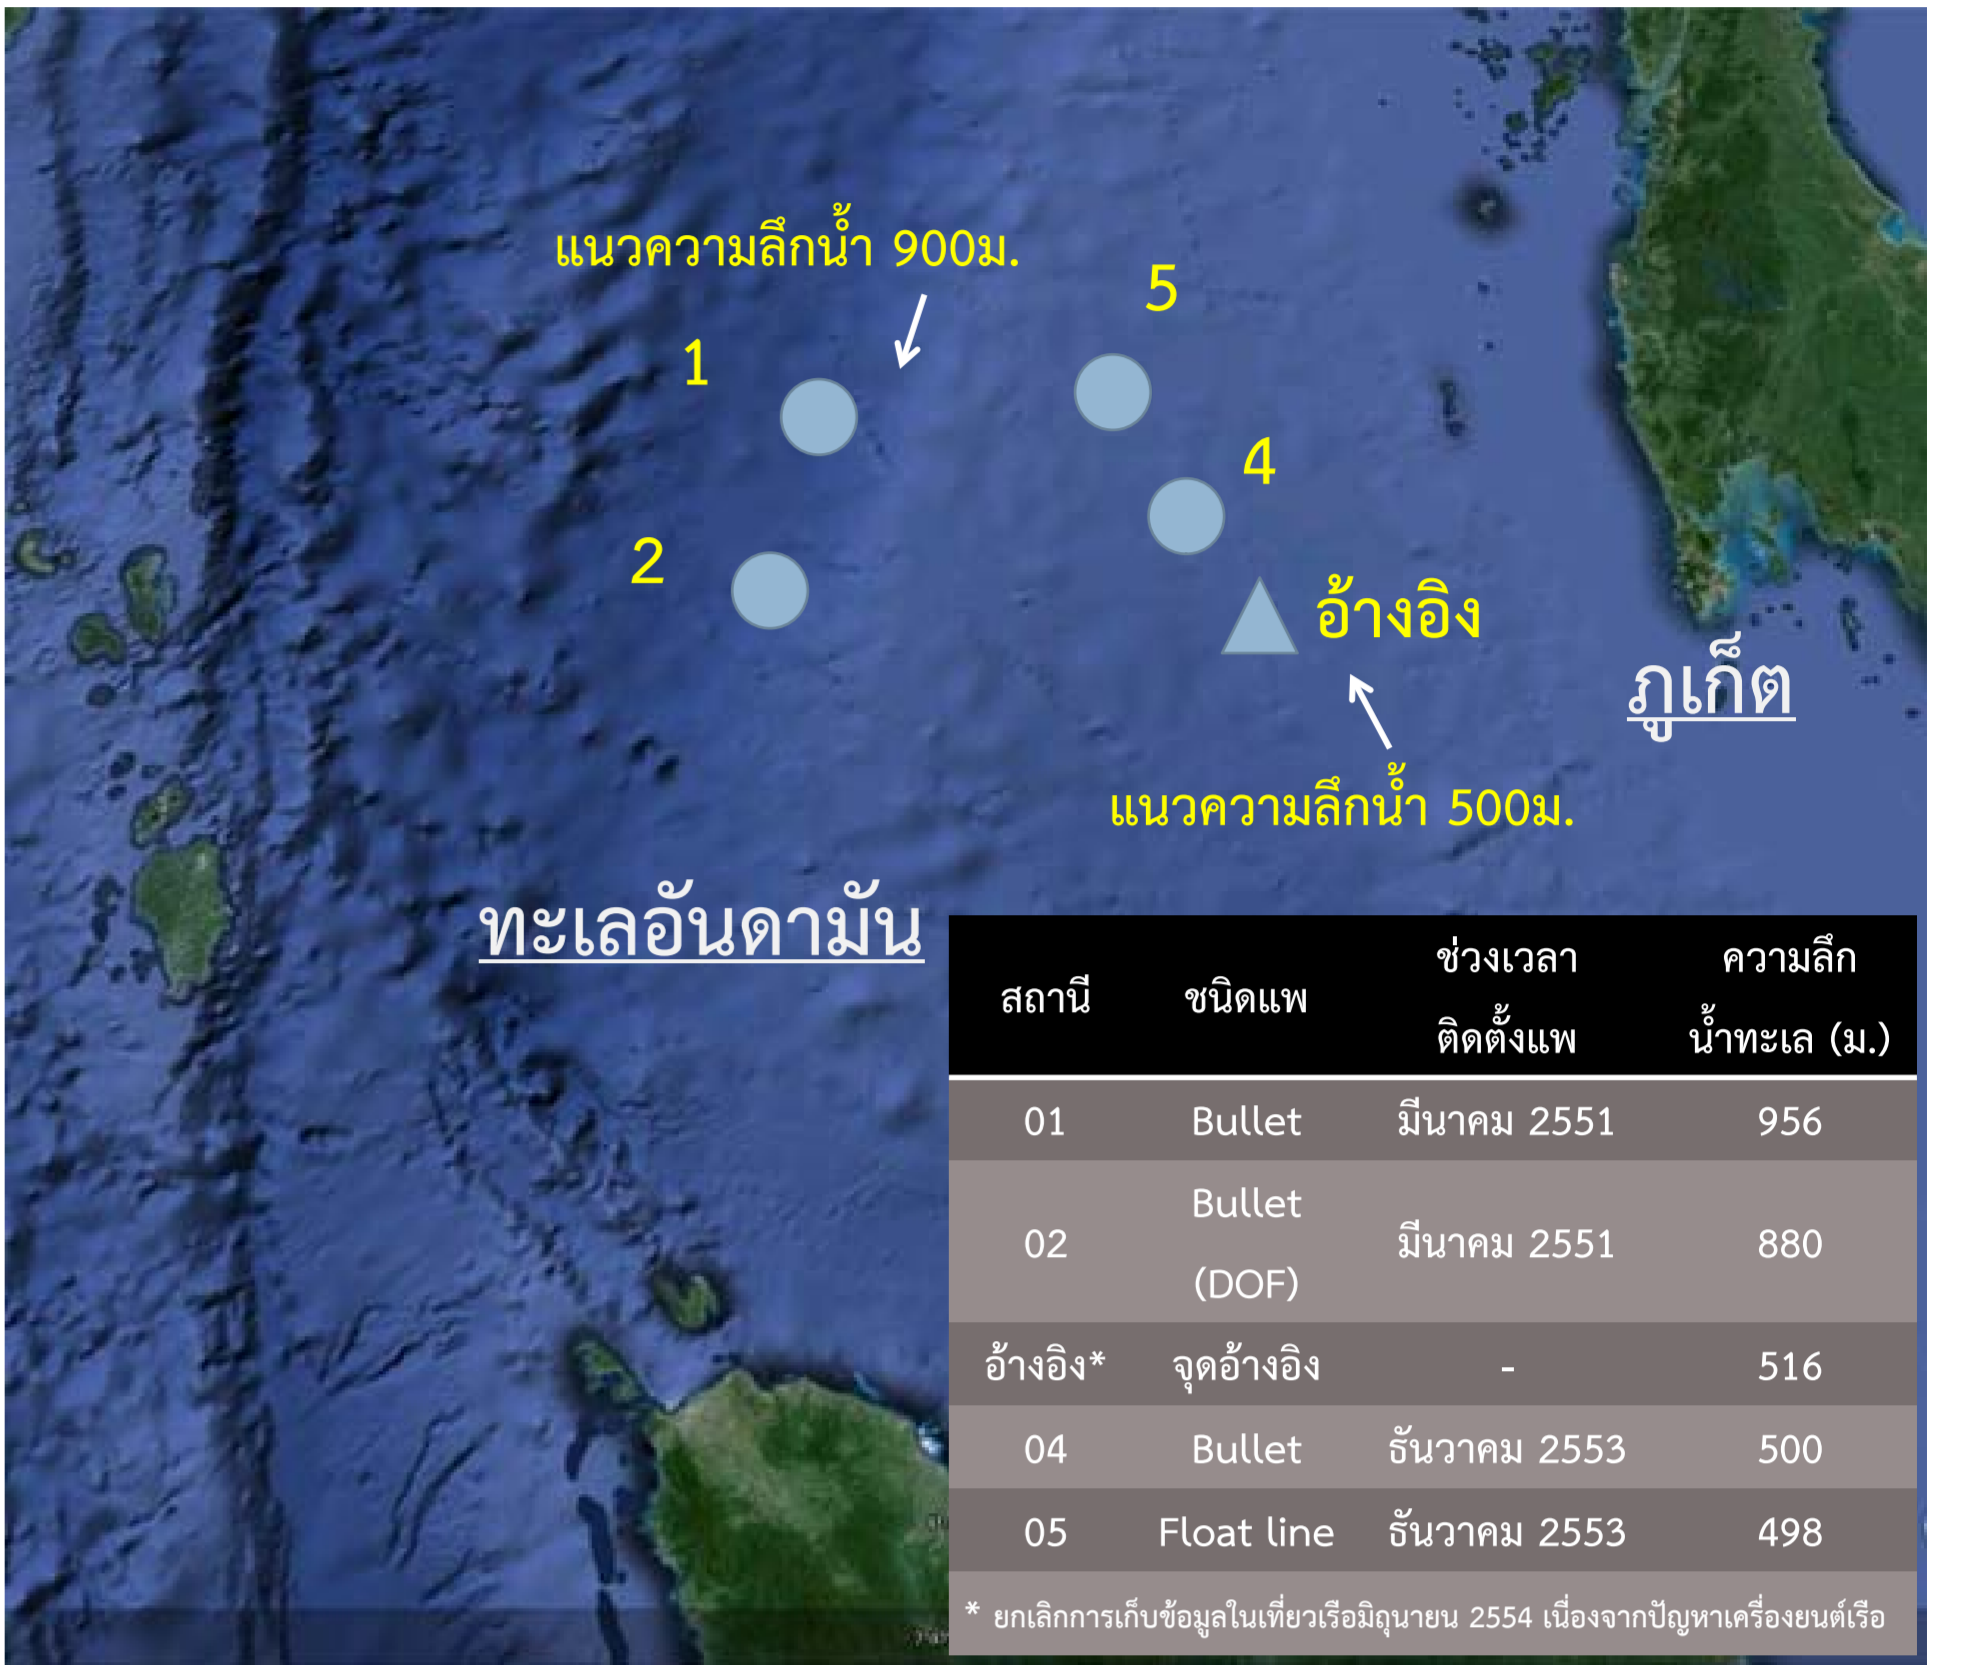 แนวความลึกน้ำ 900ม.
5
1
4
2
อ้างอิง
ภูเก็ต
แนวความลึกน้ำ 500ม.
ทะเลอันดามัน
สถานี ชนิดแพ ช่วงเวลา ติดตั้งแพ ความลึก น้ำทะเล (ม.)
01 Bullet มีนาคม 2551 956
02 Bullet (DOF) มีนาคม 2551 880
อ้างอิง* จุดอ้างอิง - 516
04 Bullet ธันวาคม 2553 500
05 Float line ธันวาคม 2553 498
* ยกเลิกการเก็บข้อมูลในเที่ยวเรือมิถุนายน 2554 เนื่องจากปัญหาเครื่องยนต์เรือ